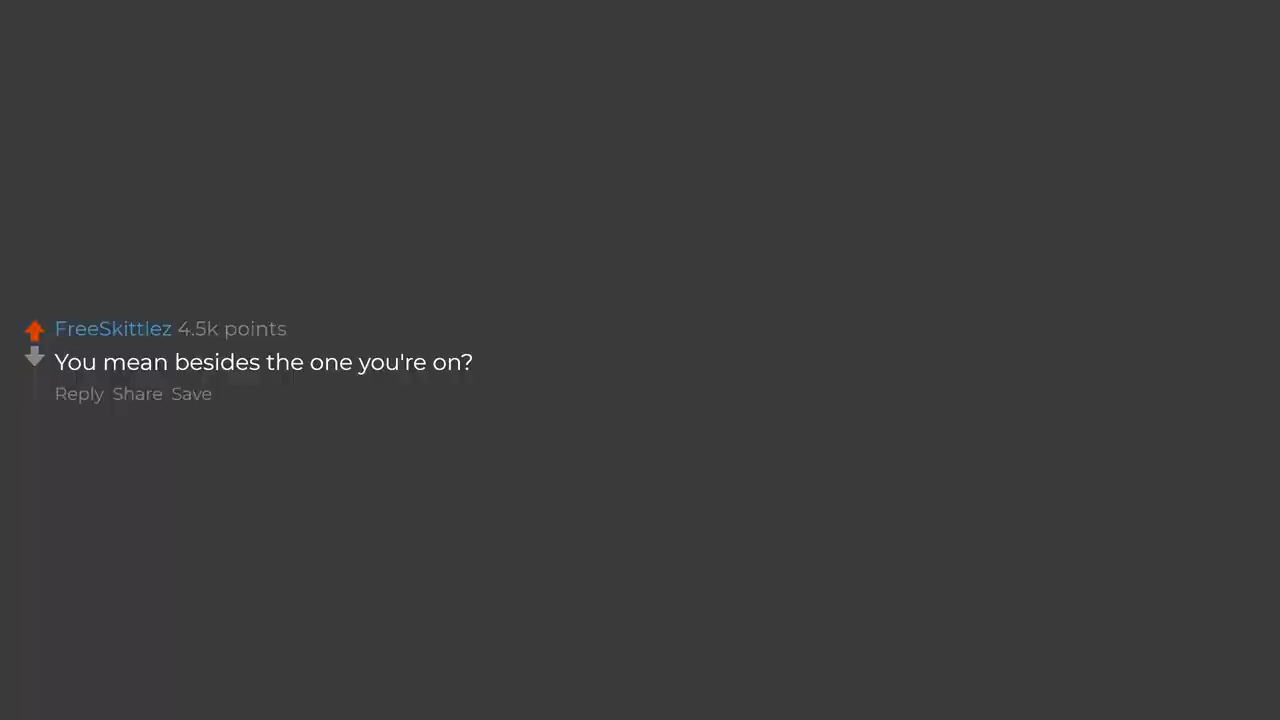 FreeSkittlez 4.5k points
You mean besides the one you're on?
Reply Share Save